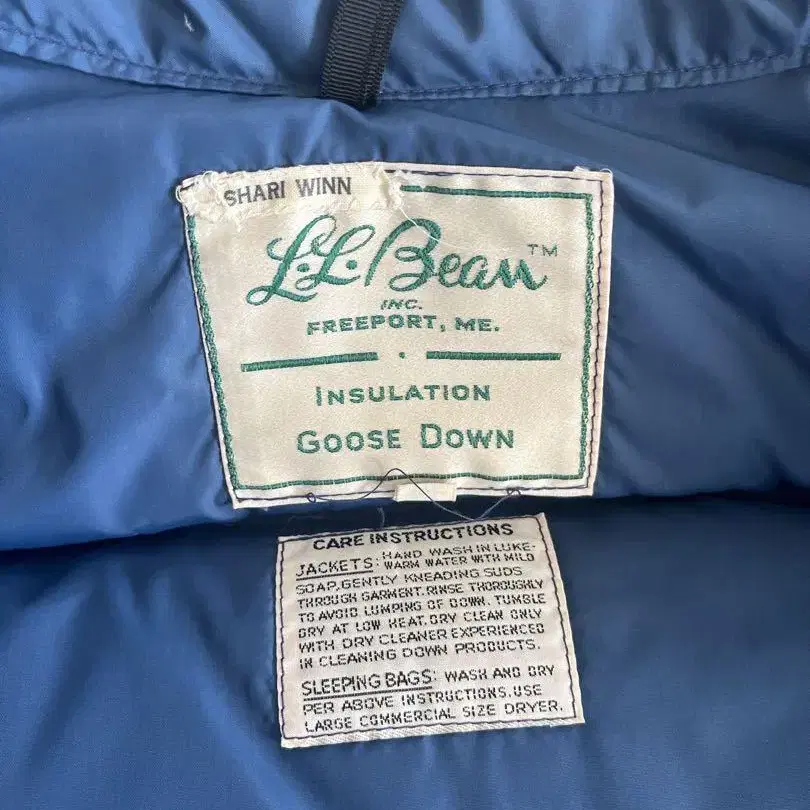 SHARI WINN
L.L.Bean™
INC.
FREEPORT, ME.
INSULATION
GOOSE DOWN
CARE INSTRUCTIONS
JACKETS: HAND WASH IN LUKE-
WARM WATER WITH MILD
SOAP, GENTLY KNEADING SUDS
THROUGH GARMENT. RINSE THOROUGHLY
TO AVOID LUMPING OF DOWN. TUMBLE
DRY AT LOW HEAT. DRY CLEAN ONLY
WITH DRY CLEANER EXPERIENCED
IN CLEANING DOWN PRODUCTS.
SLEEPING BAGS: WASH AND DRY
PER ABOVE INSTRUCTIONS. USE
LARGE COMMERCIAL SIZE DRYER.